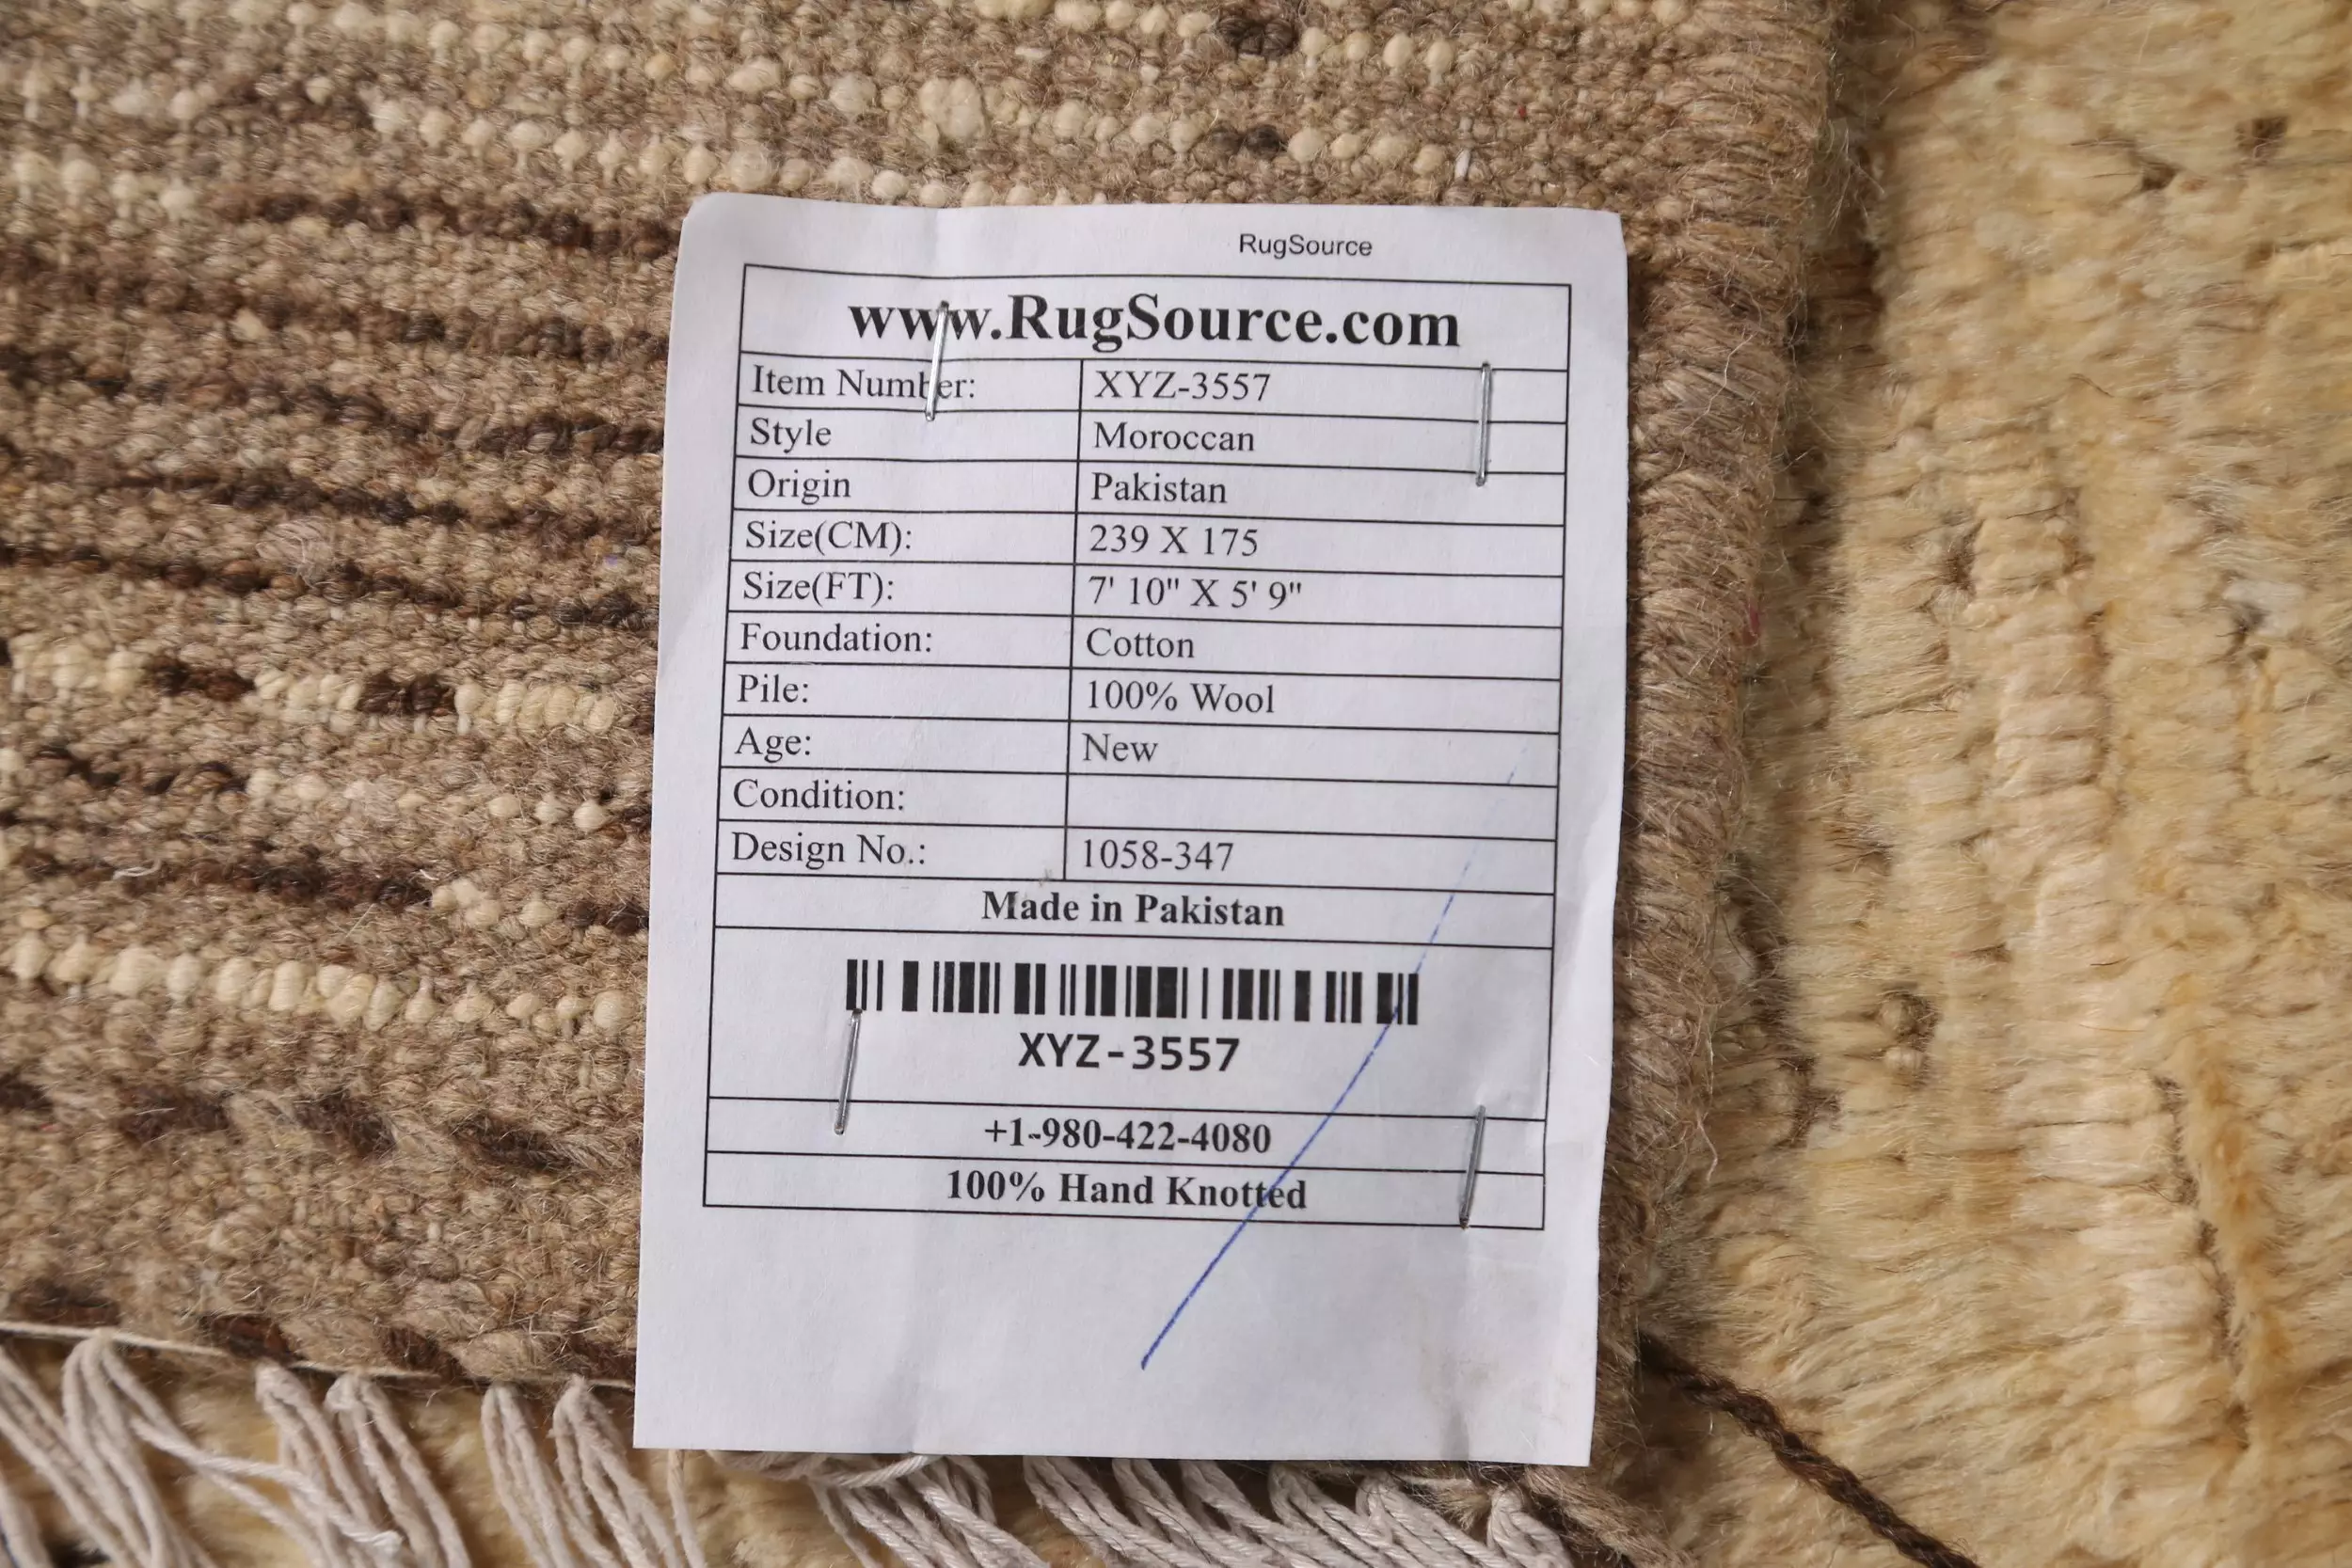 RugSource
www.RugSource.com
Item Number: XYZ-3557
Style Moroccan
Origin Pakistan
Size(CM): 239 X 175
Size(FT): 7' 10" X 5' 9"
Foundation: Cotton
Pile: 100% Wool
Age: New
Condition:
Design No.: 1058-347
Made in Pakistan
XYZ-3557
+1-980-422-4080
100% Hand Knotted